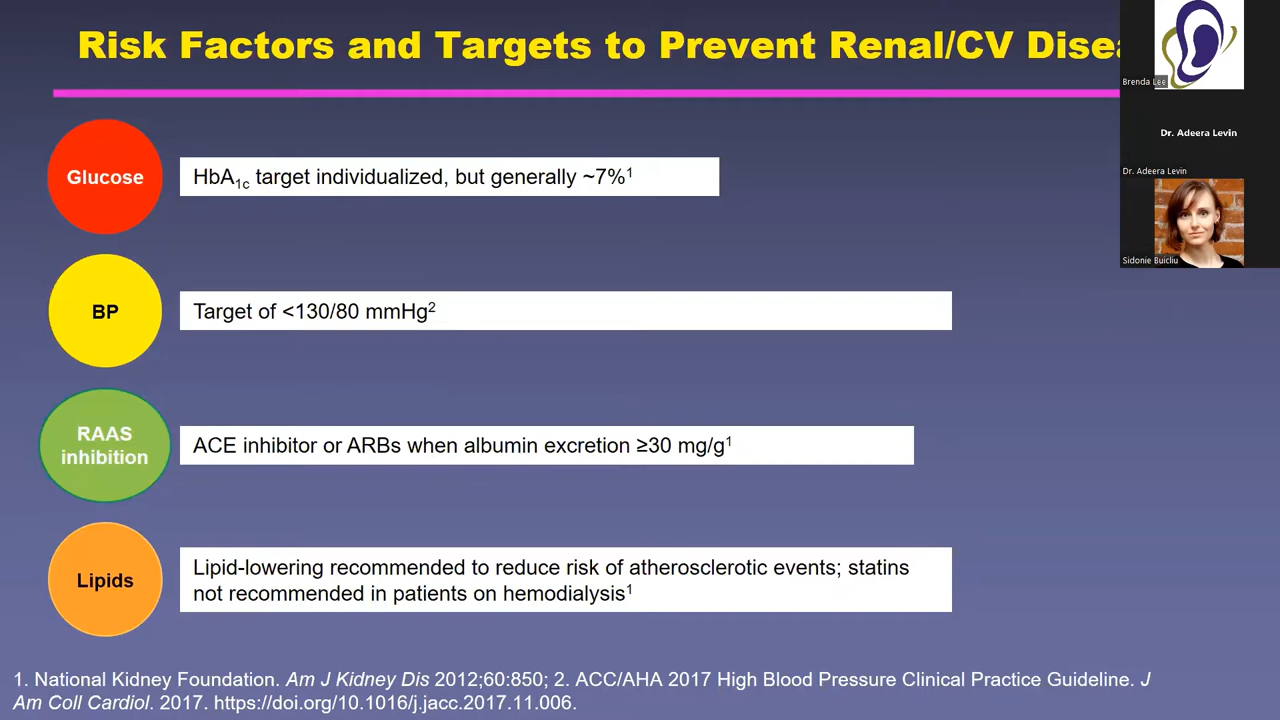 Risk Factors and Targets to Prevent Renal/CV Disea
Brenda Lee
Dr. Adeera Levin
Dr. Adeera Levin
Sidonie Buicliu
Glucose
HbA1c target individualized, but generally ~7%1
BP
Target of <130/80 mmHg2
RAAS
inhibition
ACE inhibitor or ARBs when albumin excretion ≥30 mg/g1
Lipids
Lipid-lowering recommended to reduce risk of atherosclerotic events; statins
not recommended in patients on hemodialysis1
1. National Kidney Foundation. Am J Kidney Dis 2012;60:850; 2. ACC/AHA 2017 High Blood Pressure Clinical Practice Guideline. J
Am Coll Cardiol. 2017. https://doi.org/10.1016/j.jacc.2017.11.006.